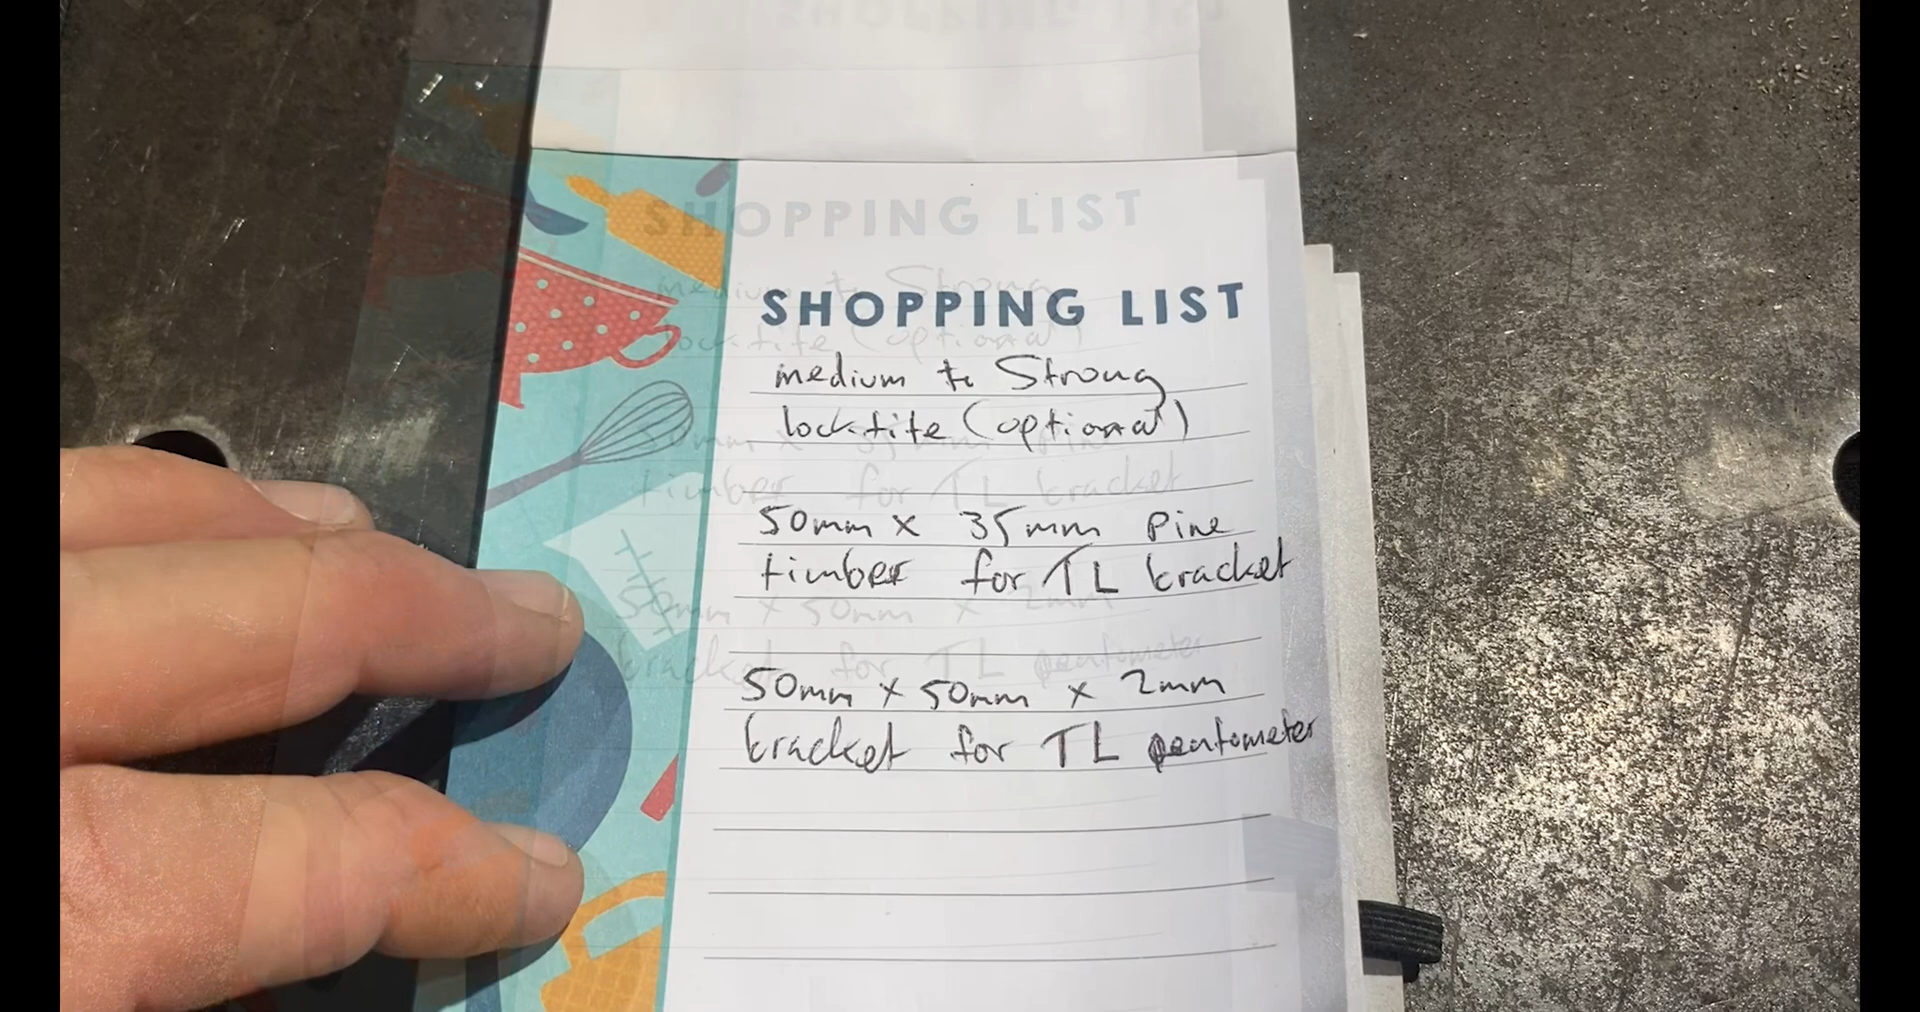 SHOPPING LIST
medium to Strong
locktite (optional)
50mm x 35mm Pine
timber for TL bracket
50mm x 50mm x 2mm
bracket for TL pentometer